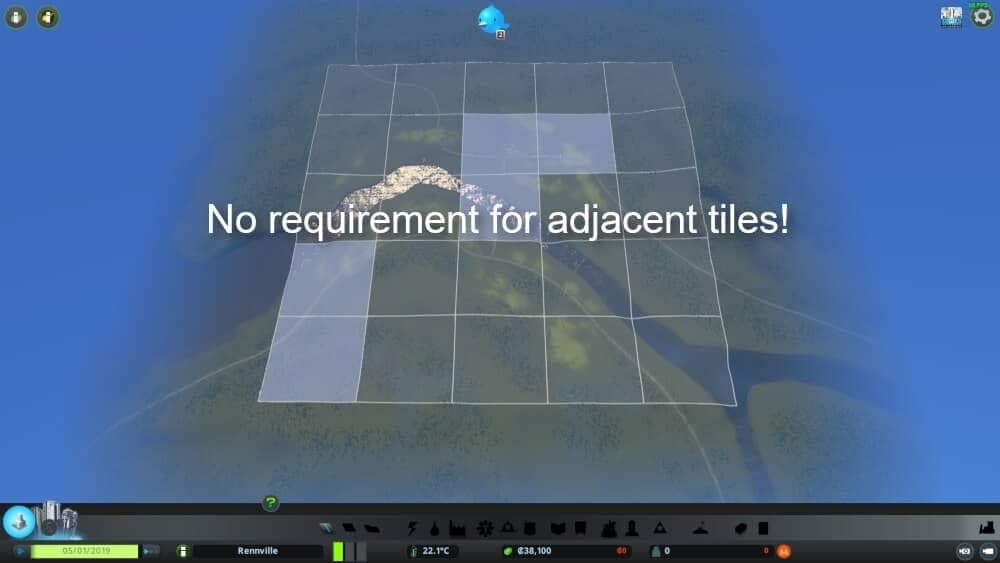 No requirement for adjacent tiles!
?
05/01/2019
Rennville
22.1°C
₡38,100
₡0
0
0